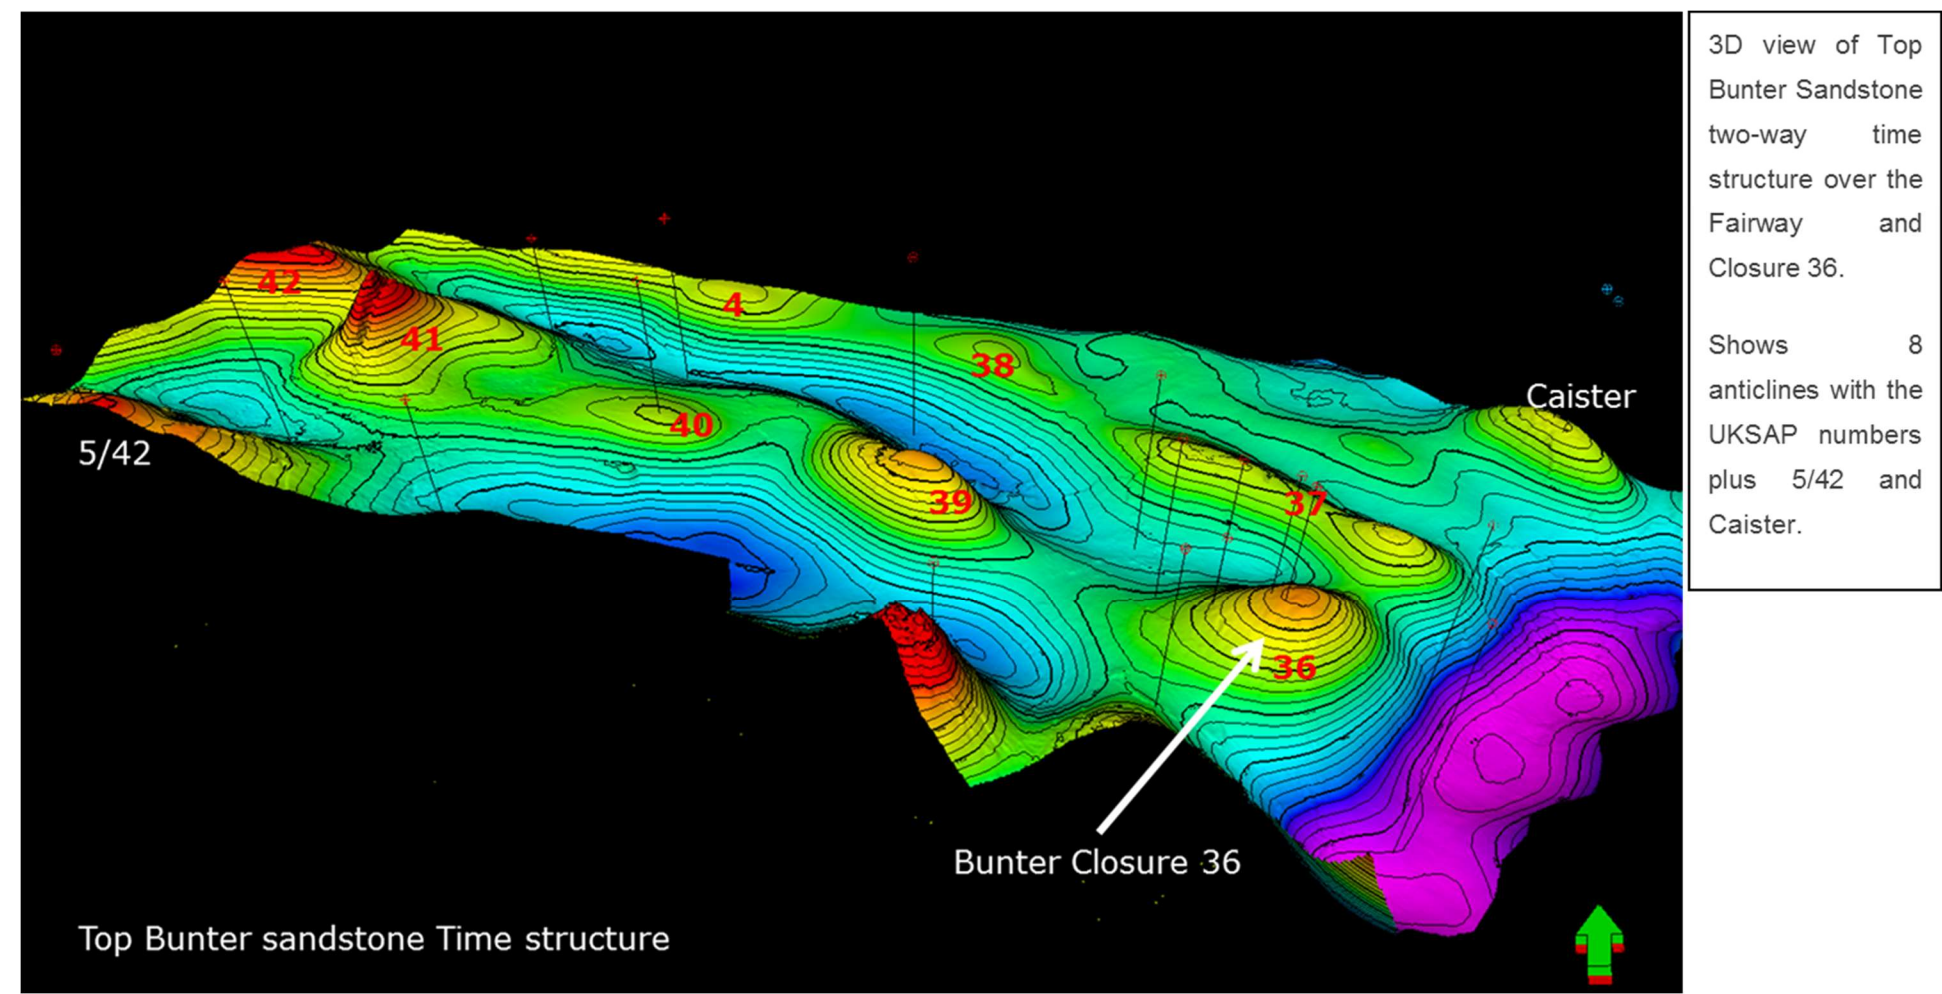 42
4
41
38
Caister
40
5/42
39
37
36
Bunter Closure 36
Top Bunter sandstone Time structure
3D view of Top
Bunter Sandstone
two-way time
structure over the
Fairway and
Closure 36.
Shows 8
anticlines with the
UKSAP numbers
plus 5/42 and
Caister.